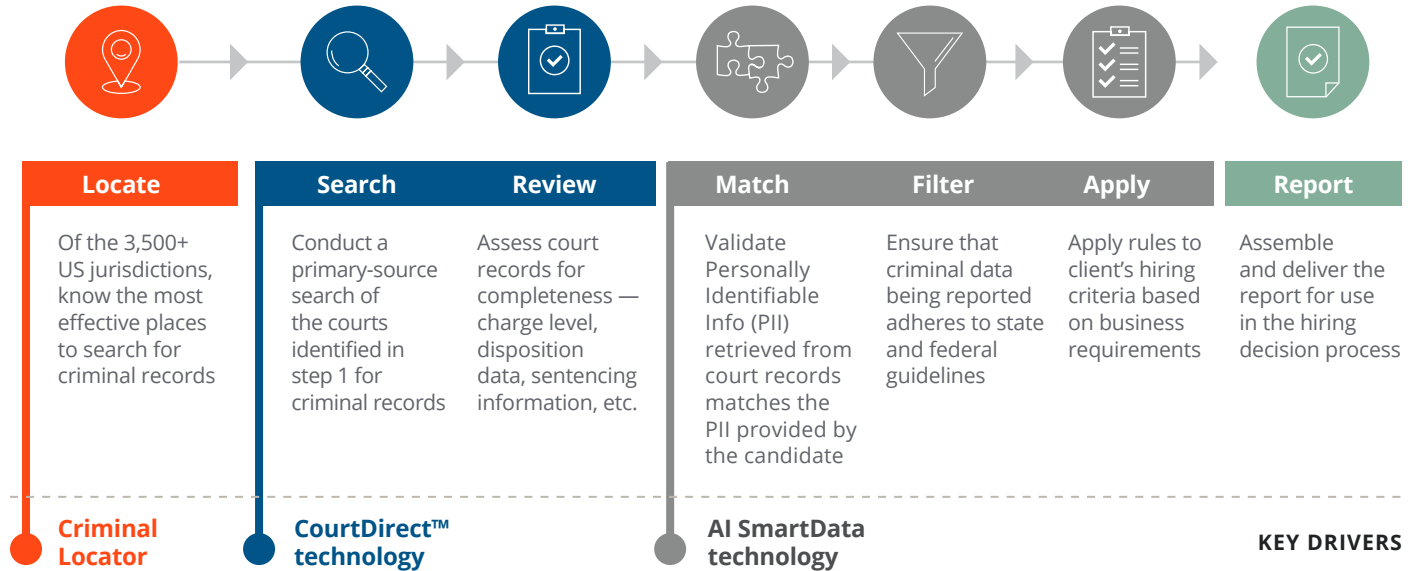 Locate
Of the 3,500+
US jurisdictions,
know the most
effective places
to search for
criminal records
Search
Conduct a
primary-source
search of
the courts
identified in
step 1 for
criminal records
Review
Assess court
records for
completeness —
charge level,
disposition
data, sentencing
information, etc.
Match
Validate
Personally
Identifiable
Info (PII)
retrieved from
court records
matches the
PII provided by
the candidate
Filter
Ensure that
criminal data
being reported
adheres to state
and federal
guidelines
Apply
Apply rules to
client’s hiring
criteria based
on business
requirements
Report
Assemble
and deliver the
report for use
in the hiring
decision process
Criminal
Locator
CourtDirect™
technology
AI SmartData
technology
KEY DRIVERS